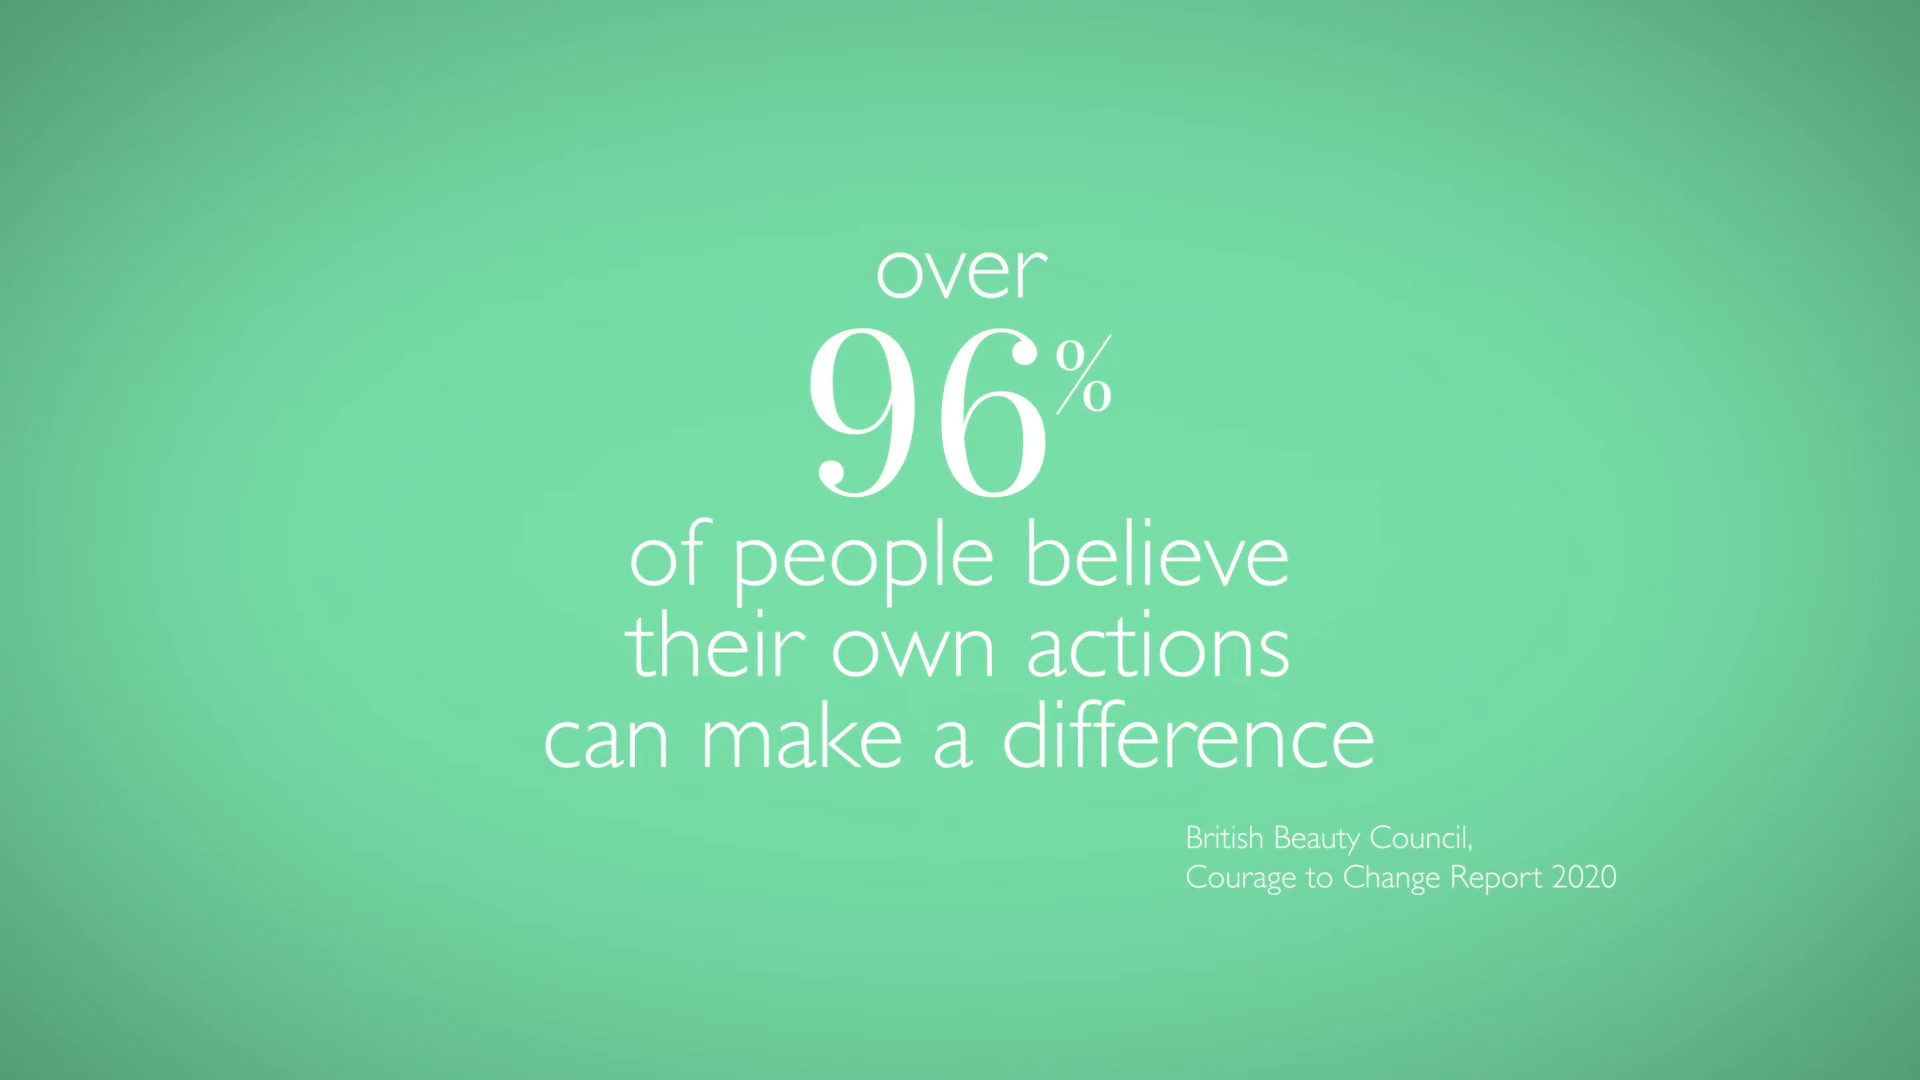 over
96%
of people believe
their own actions
can make a difference
British Beauty Council,
Courage to Change Report 2020